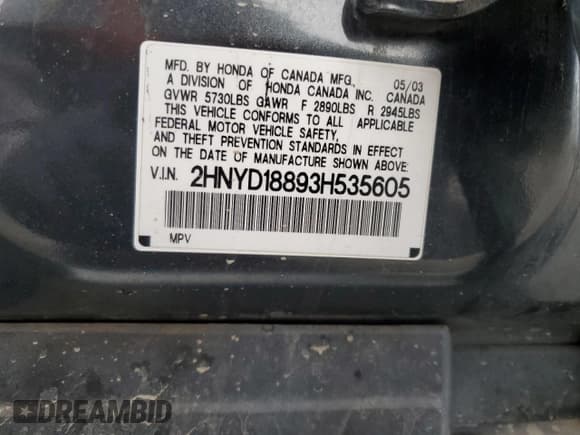 MFD. BY HONDA OF CANADA MFG., 05/03
A DIVISION OF HONDA CANADA INC. CANADA
GVWR 5730LBS GAWR F 2890LBS R 2945LBS
THIS VEHICLE CONFORMS TO ALL APPLICABLE
FEDERAL MOTOR VEHICLE SAFETY,
AND THEFT PREVENTION STANDARDS IN EFFECT
ON THE DATE OF MANUFACTURE SHOWN ABOVE.
V.I.N. 2HNYD18893H535605
MPV
DREAMBID